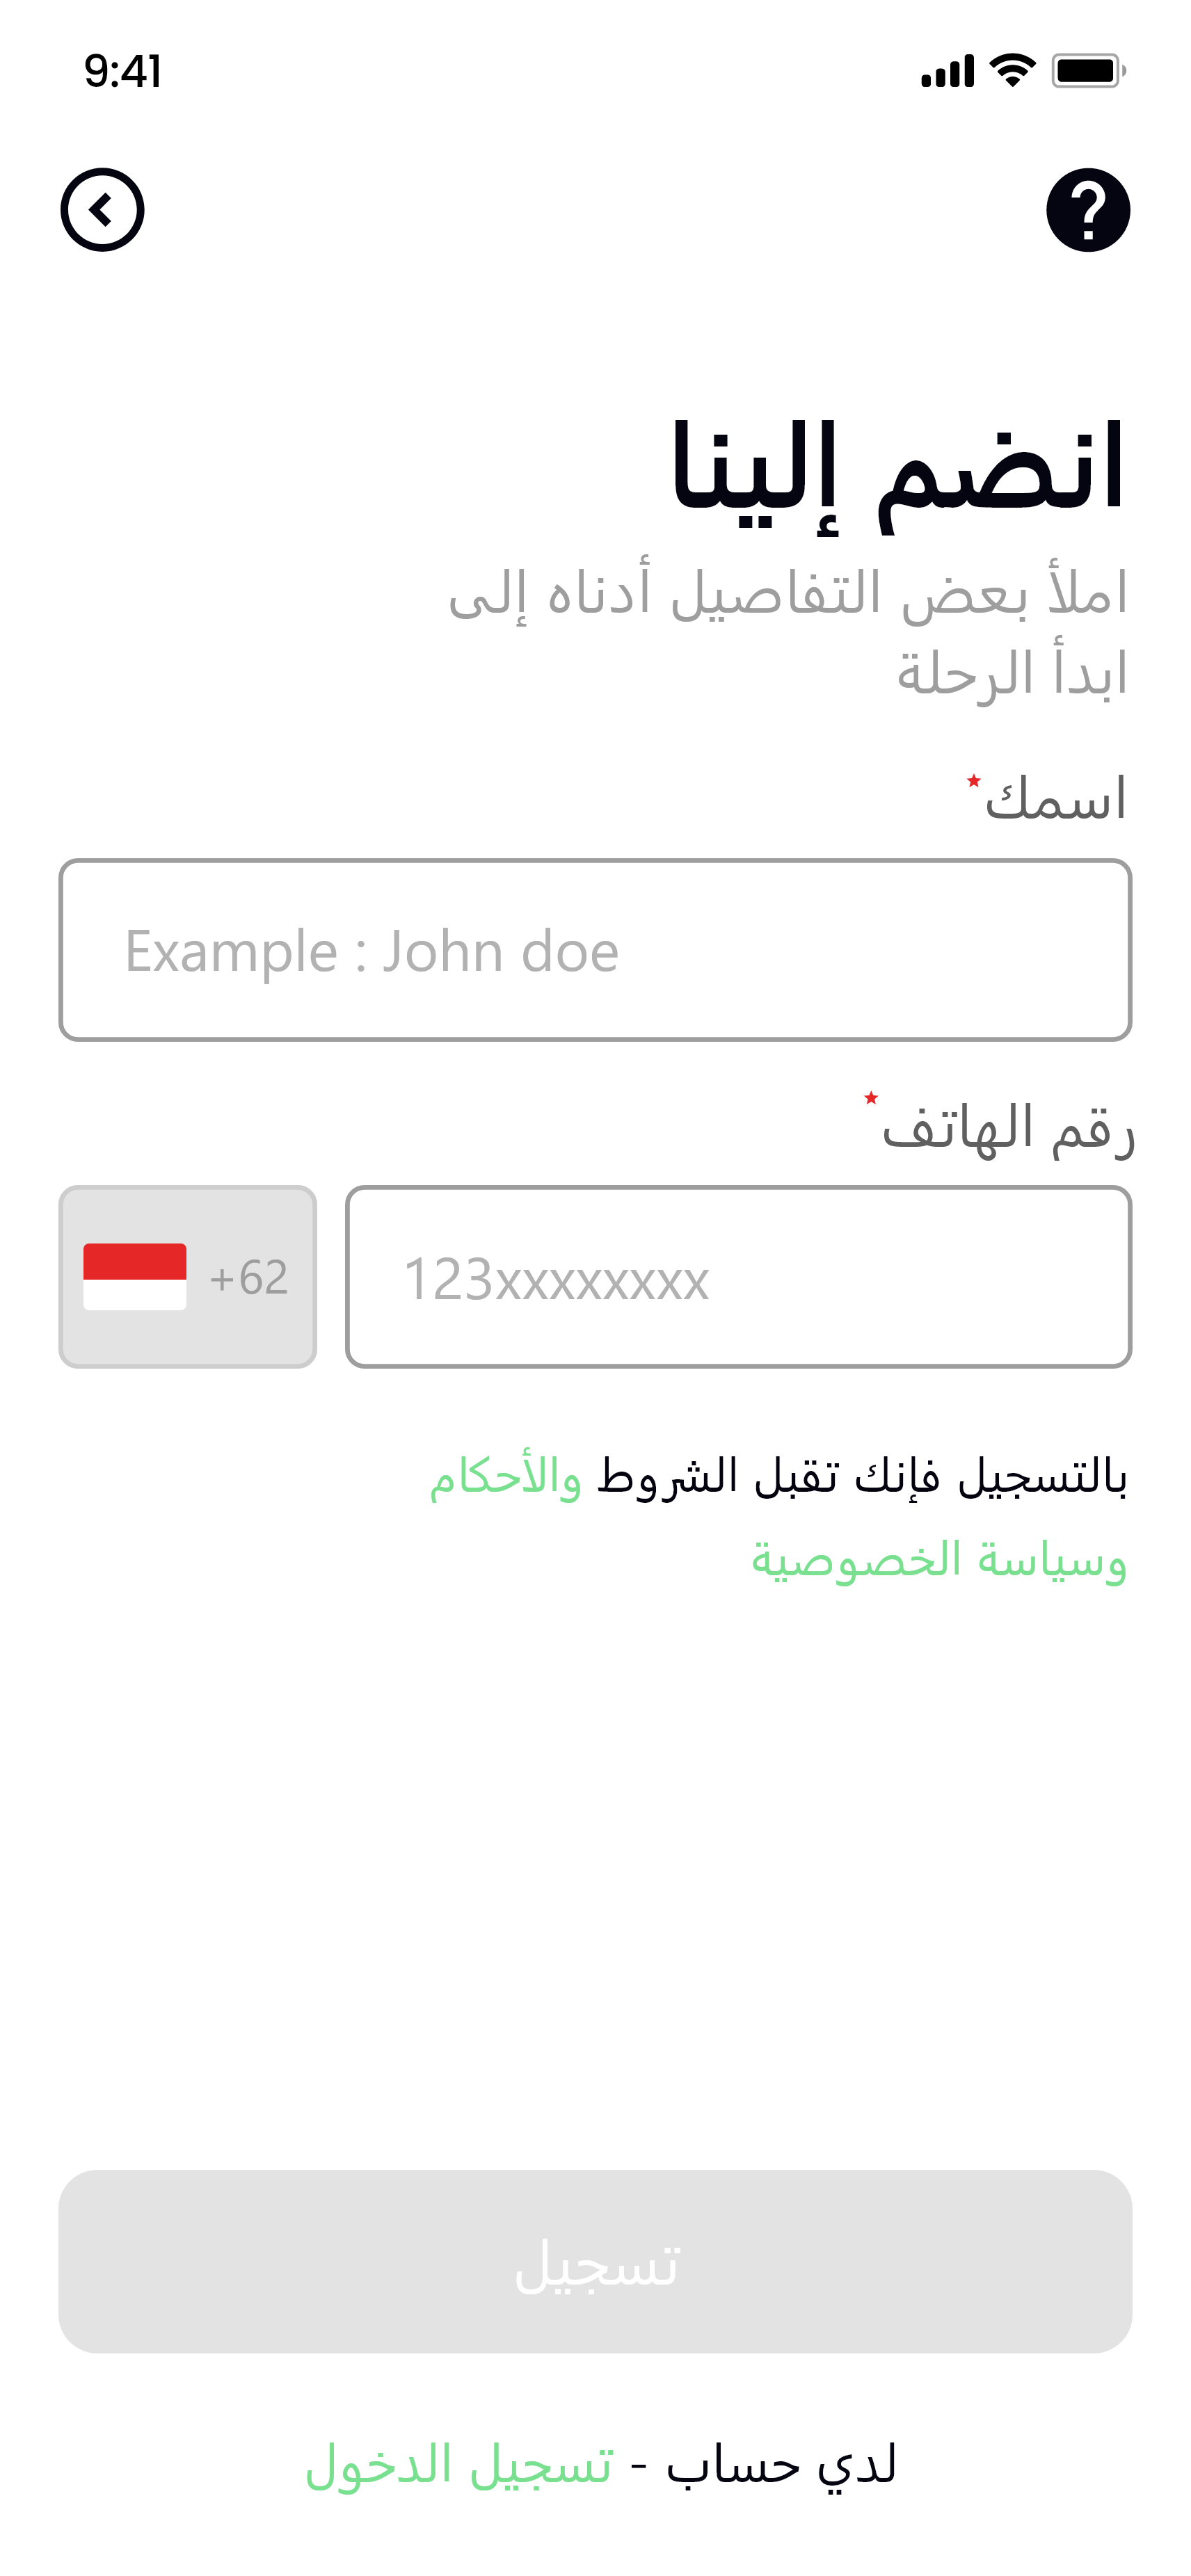 9:41
انضم إلينا
املأ بعض التفاصيل أدناه إلى
ابدأ الرحلة
اسمك*
Example : John doe
رقم الهاتف*
+62
123xxxxxxxx
بالتسجيل فإنك تقبل الشروط والأحكام
وسياسة الخصوصية
تسجيل
لدي حساب - تسجيل الدخول